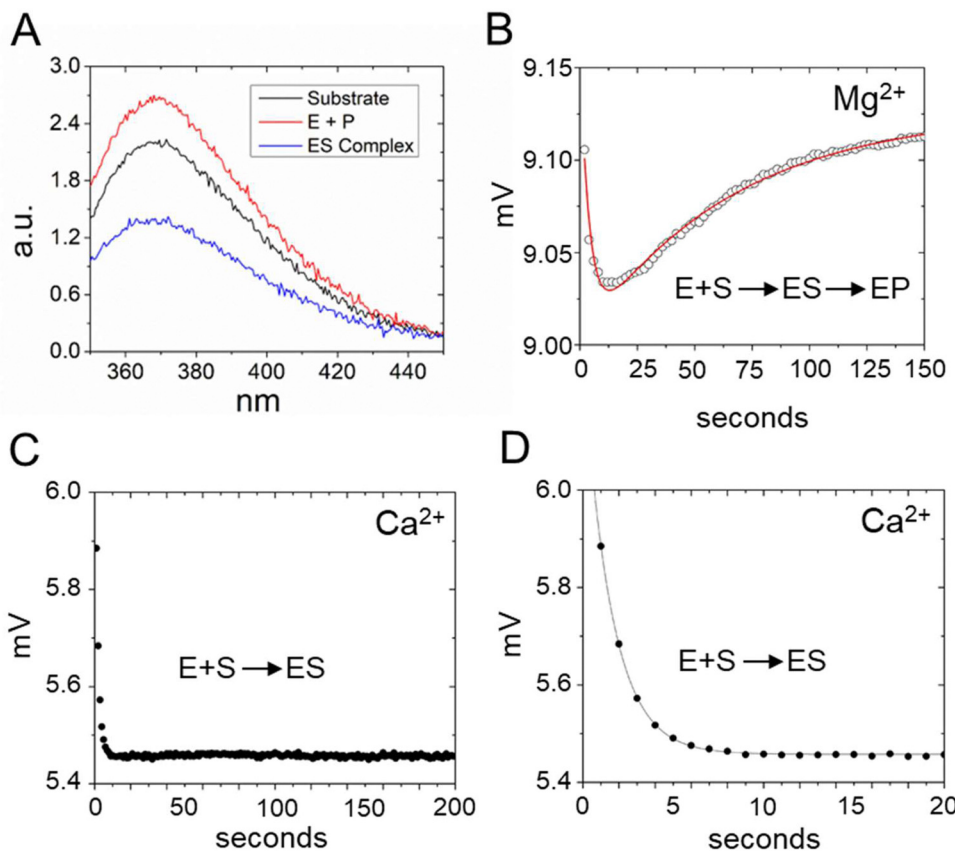 A
3.0
2.4
1.8
1.2
0.6
0.0
a.u.
Substrate
E + P
ES Complex
360 380 400 420 440
nm
B
9.15
9.10
9.05
9.00
mV
Mg²⁺
E+S→ES→EP
0 25 50 75 100 125 150
seconds
C
6.0
5.8
5.6
5.4
mV
Ca²⁺
E+S→ES
0 50 100 150 200
seconds
D
6.0
5.8
5.6
5.4
mV
Ca²⁺
E+S→ES
0 5 10 15 20
seconds